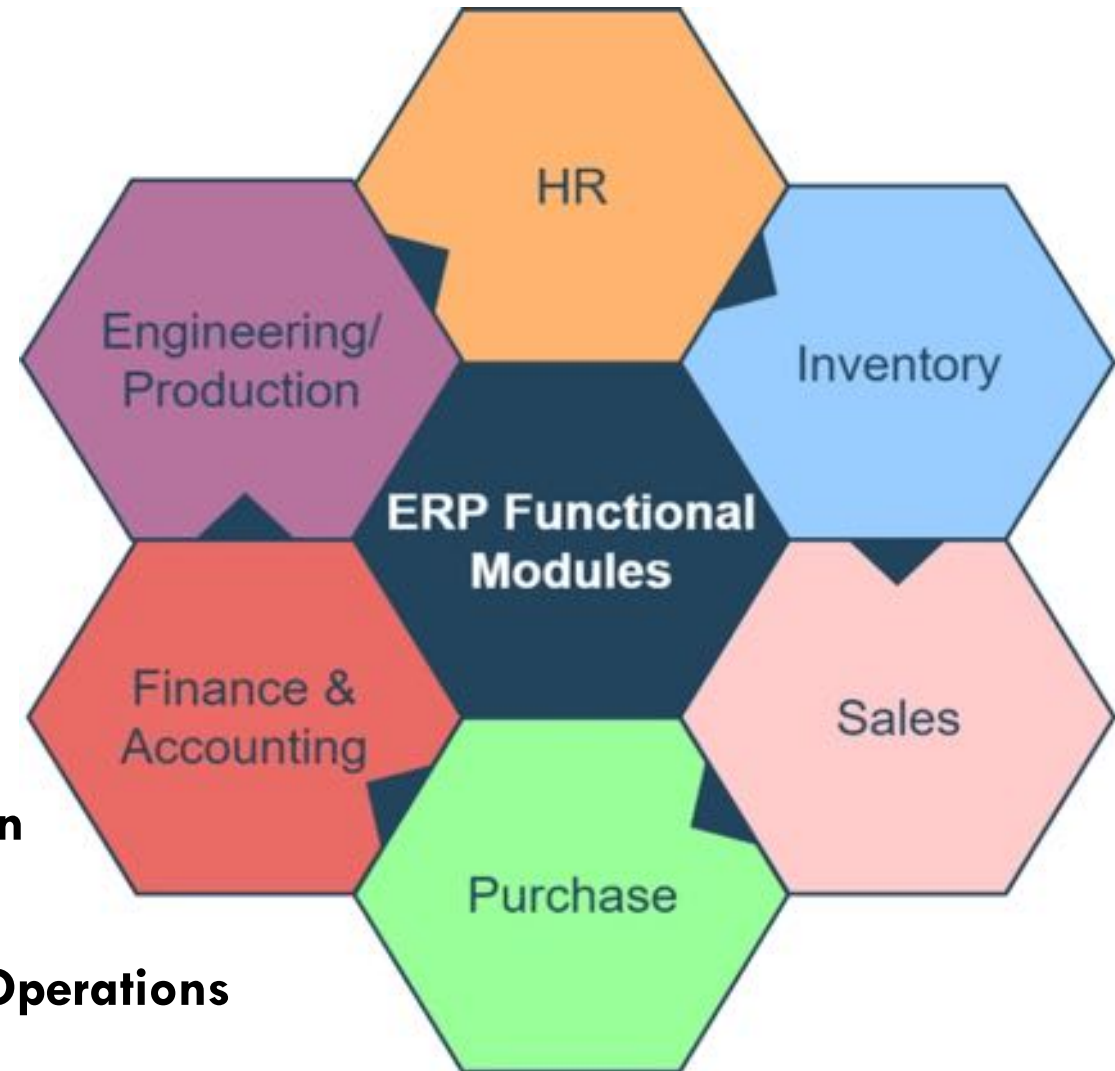 HR
Engineering/
Production
Inventory
ERP Functional
Modules
Finance &
Accounting
Sales
n
Purchase
Operations